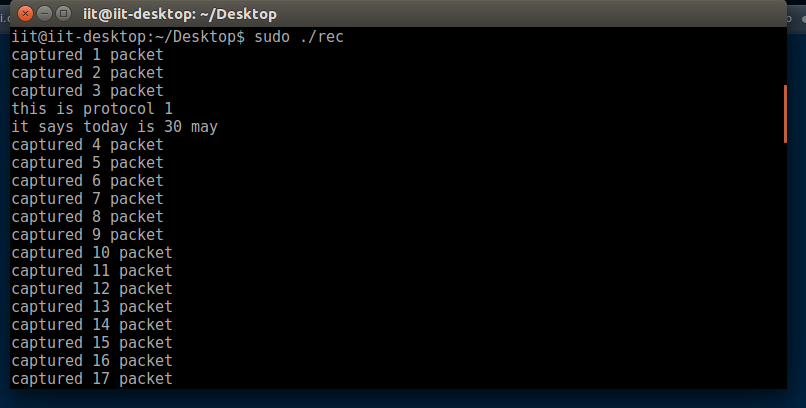 iit@iit-desktop: ~/Desktop
iit@iit-desktop:~/Desktop$ sudo ./rec
captured 1 packet
captured 2 packet
captured 3 packet
this is protocol 1
it says today is 30 may
captured 4 packet
captured 5 packet
captured 6 packet
captured 7 packet
captured 8 packet
captured 9 packet
captured 10 packet
captured 11 packet
captured 12 packet
captured 13 packet
captured 14 packet
captured 15 packet
captured 16 packet
captured 17 packet